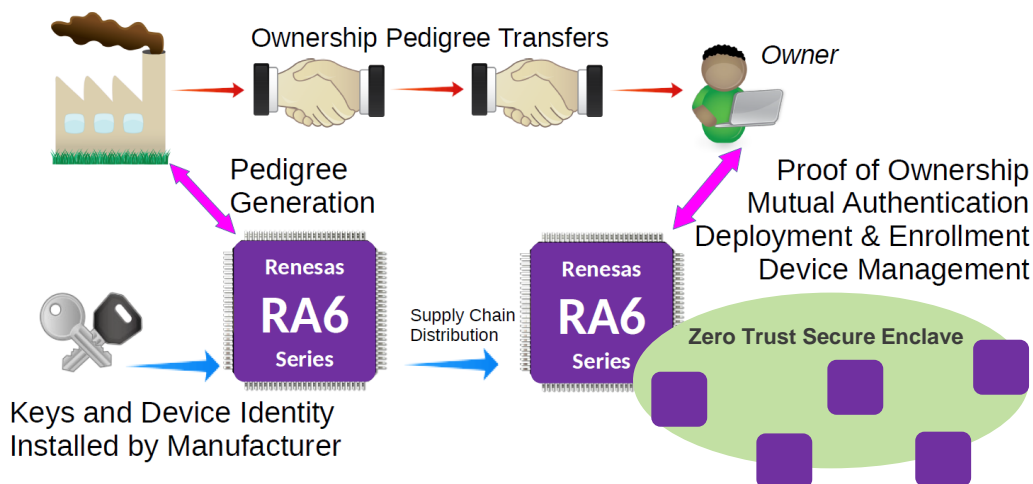 Ownership Pedigree Transfers
Owner
Pedigree
Generation
Proof of Ownership
Mutual Authentication
Deployment & Enrollment
Device Management
Renesas
RA6
Series
Supply Chain
Distribution
Renesas
RA6
Series
Zero Trust Secure Enclave
Keys and Device Identity
Installed by Manufacturer